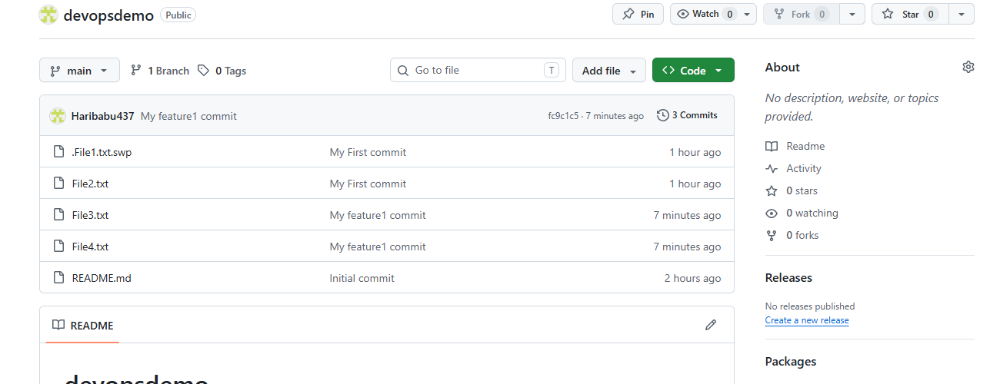 devopsdemo Public Pin Watch 0 Fork 0 Star 0
main 1 Branch 0 Tags Go to file T Add file Code
Haribabu437 My feature1 commit fc9c1c5 · 7 minutes ago 3 Commits
.File1.txt.swp My First commit 1 hour ago
File2.txt My First commit 1 hour ago
File3.txt My feature1 commit 7 minutes ago
File4.txt My feature1 commit 7 minutes ago
README.md Initial commit 2 hours ago
README
devopsdemo
About
No description, website, or topics
provided.
Readme
Activity
0 stars
0 watching
0 forks
Releases
No releases published
Create a new release
Packages